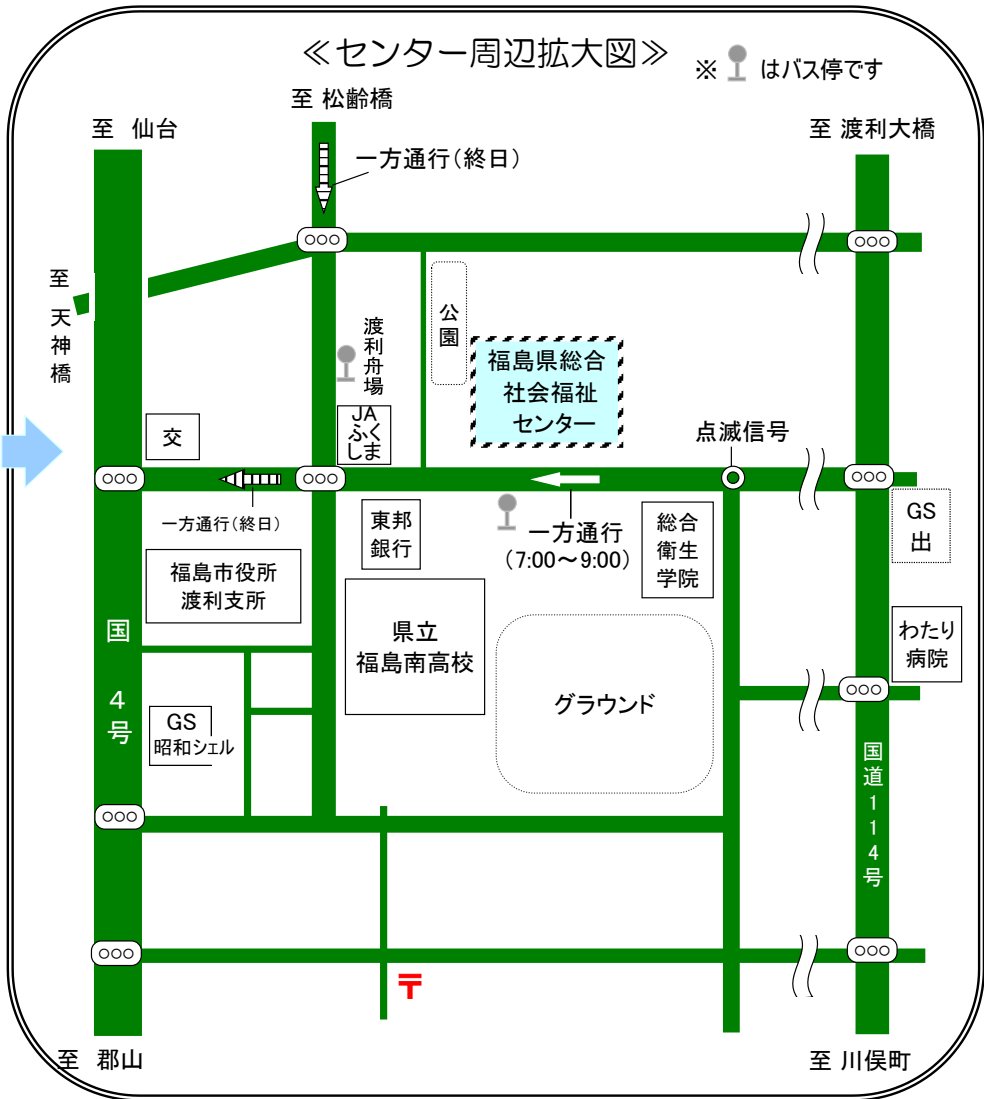 ≪センター周辺拡大図≫
※ はバス停です
至 松齢橋
至 仙台
至 渡利大橋
一方通行(終日)
至
天
神
橋
渡
利
舟
場
公
園
福島県総合
社会福祉
センター
JA
ふく
しま
交
点滅信号
一方通行(終日)
東邦
銀行
一方通行
(7:00～9:00)
総合
衛生
学院
GS
出
福島市役所
渡利支所
県立
福島南高校
グラウンド
わたり
病院
国
4
号
GS
昭和シェル
国
道
1
1
4
号
〒
至 郡山
至 川俣町